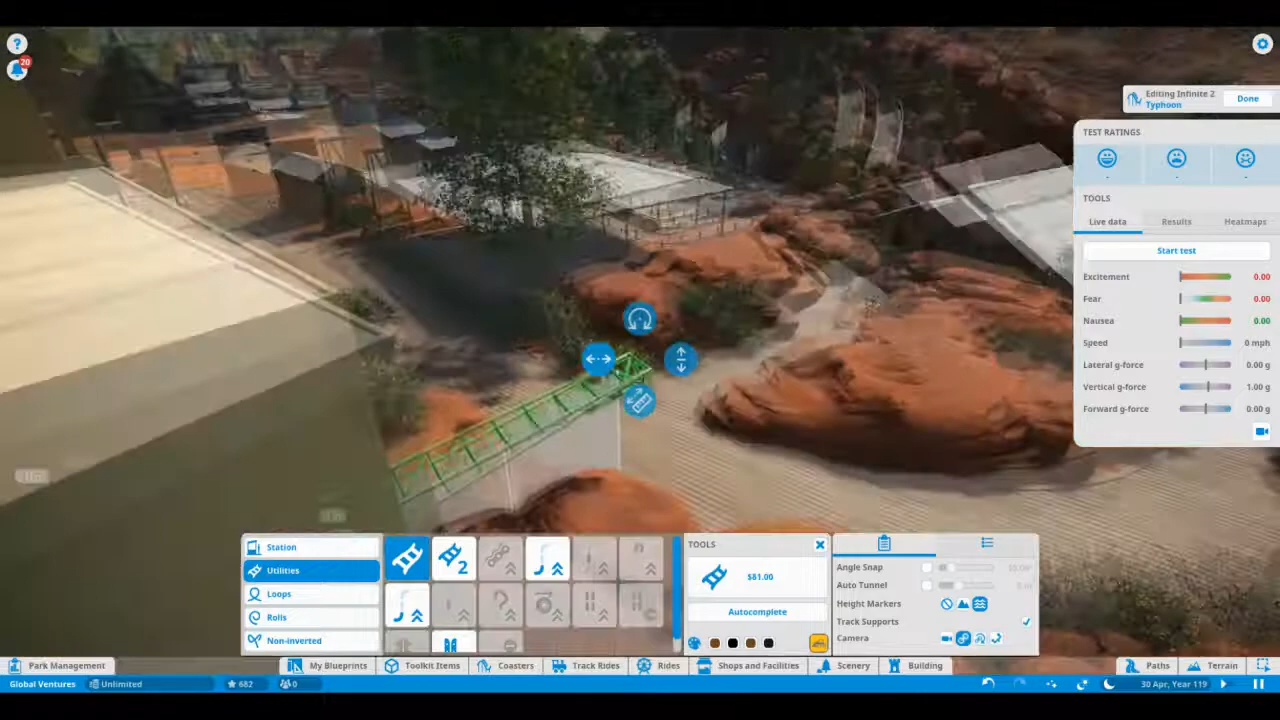 ?
20
Editing Infinite 2
Typhoon
Done
TEST RATINGS
-
-
-
TOOLS
Live data
Results
Heatmaps
Start test
Excitement
0.00
Fear
0.00
Nausea
0.00
Speed
0 mph
Lateral g-force
0.00 g
Vertical g-force
1.00 g
Forward g-force
0.00 g
Station
Utilities
Loops
Rolls
Non-inverted
2
TOOLS
$81.00
Autocomplete
Angle Snap
Auto Tunnel
Height Markers
Track Supports
Camera
Park Management
My Blueprints
Toolkit Items
Coasters
Track Rides
Rides
Shops and Facilities
Scenery
Building
Paths
Terrain
Global Ventures
Unlimited
682
0
30 Apr, Year 119